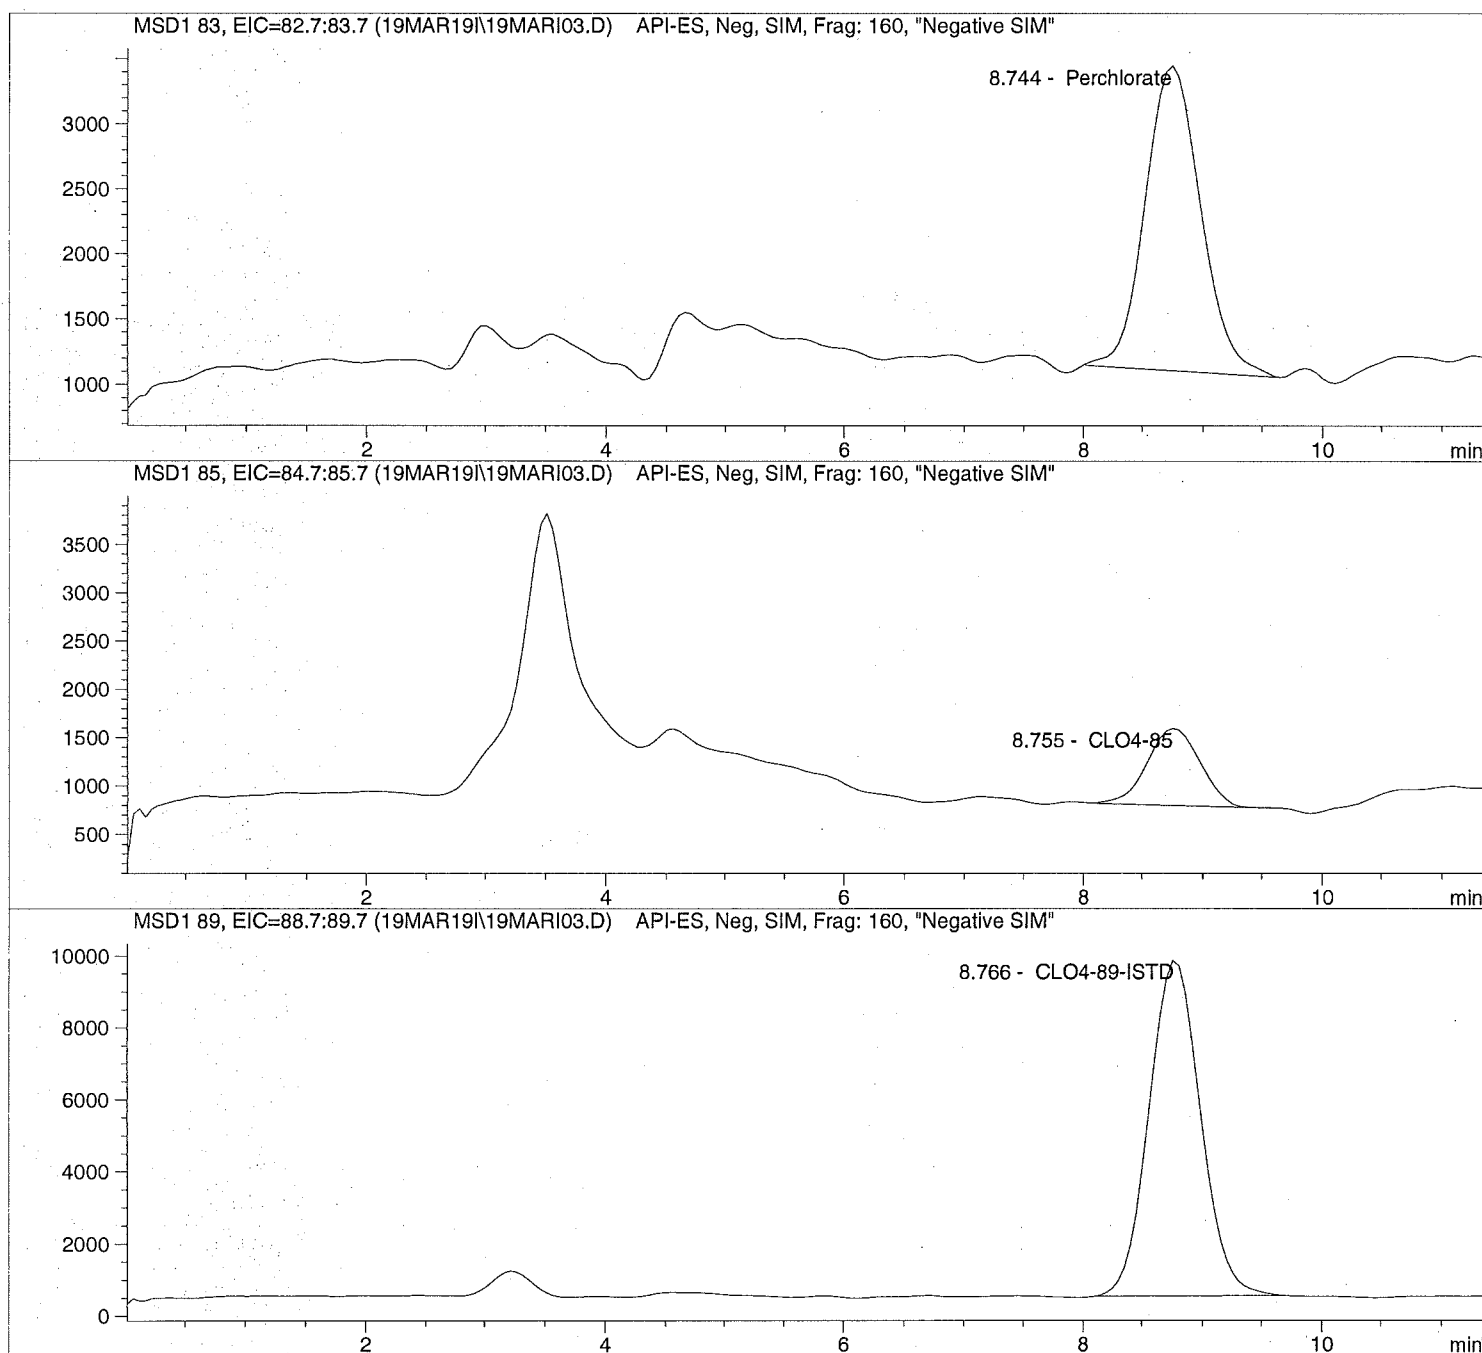 MSD1 83, EIC=82.7:83.7 (19MAR19I\19MARI03.D) API-ES, Neg, SIM, Frag: 160, "Negative SIM"
8.744 - Perchlorate
3000
2500
2000
1500
1000
2 4 6 8 10 min
MSD1 85, EIC=84.7:85.7 (19MAR19I\19MARI03.D) API-ES, Neg, SIM, Frag: 160, "Negative SIM"
3500
3000
2500
2000
8.755 - CLO4-85
1500
1000
500
2 4 6 8 10 min
MSD1 89, EIC=88.7:89.7 (19MAR19I\19MARI03.D) API-ES, Neg, SIM, Frag: 160, "Negative SIM"
10000
8.766 - CLO4-89-ISTD
8000
6000
4000
2000
0
2 4 6 8 10 min